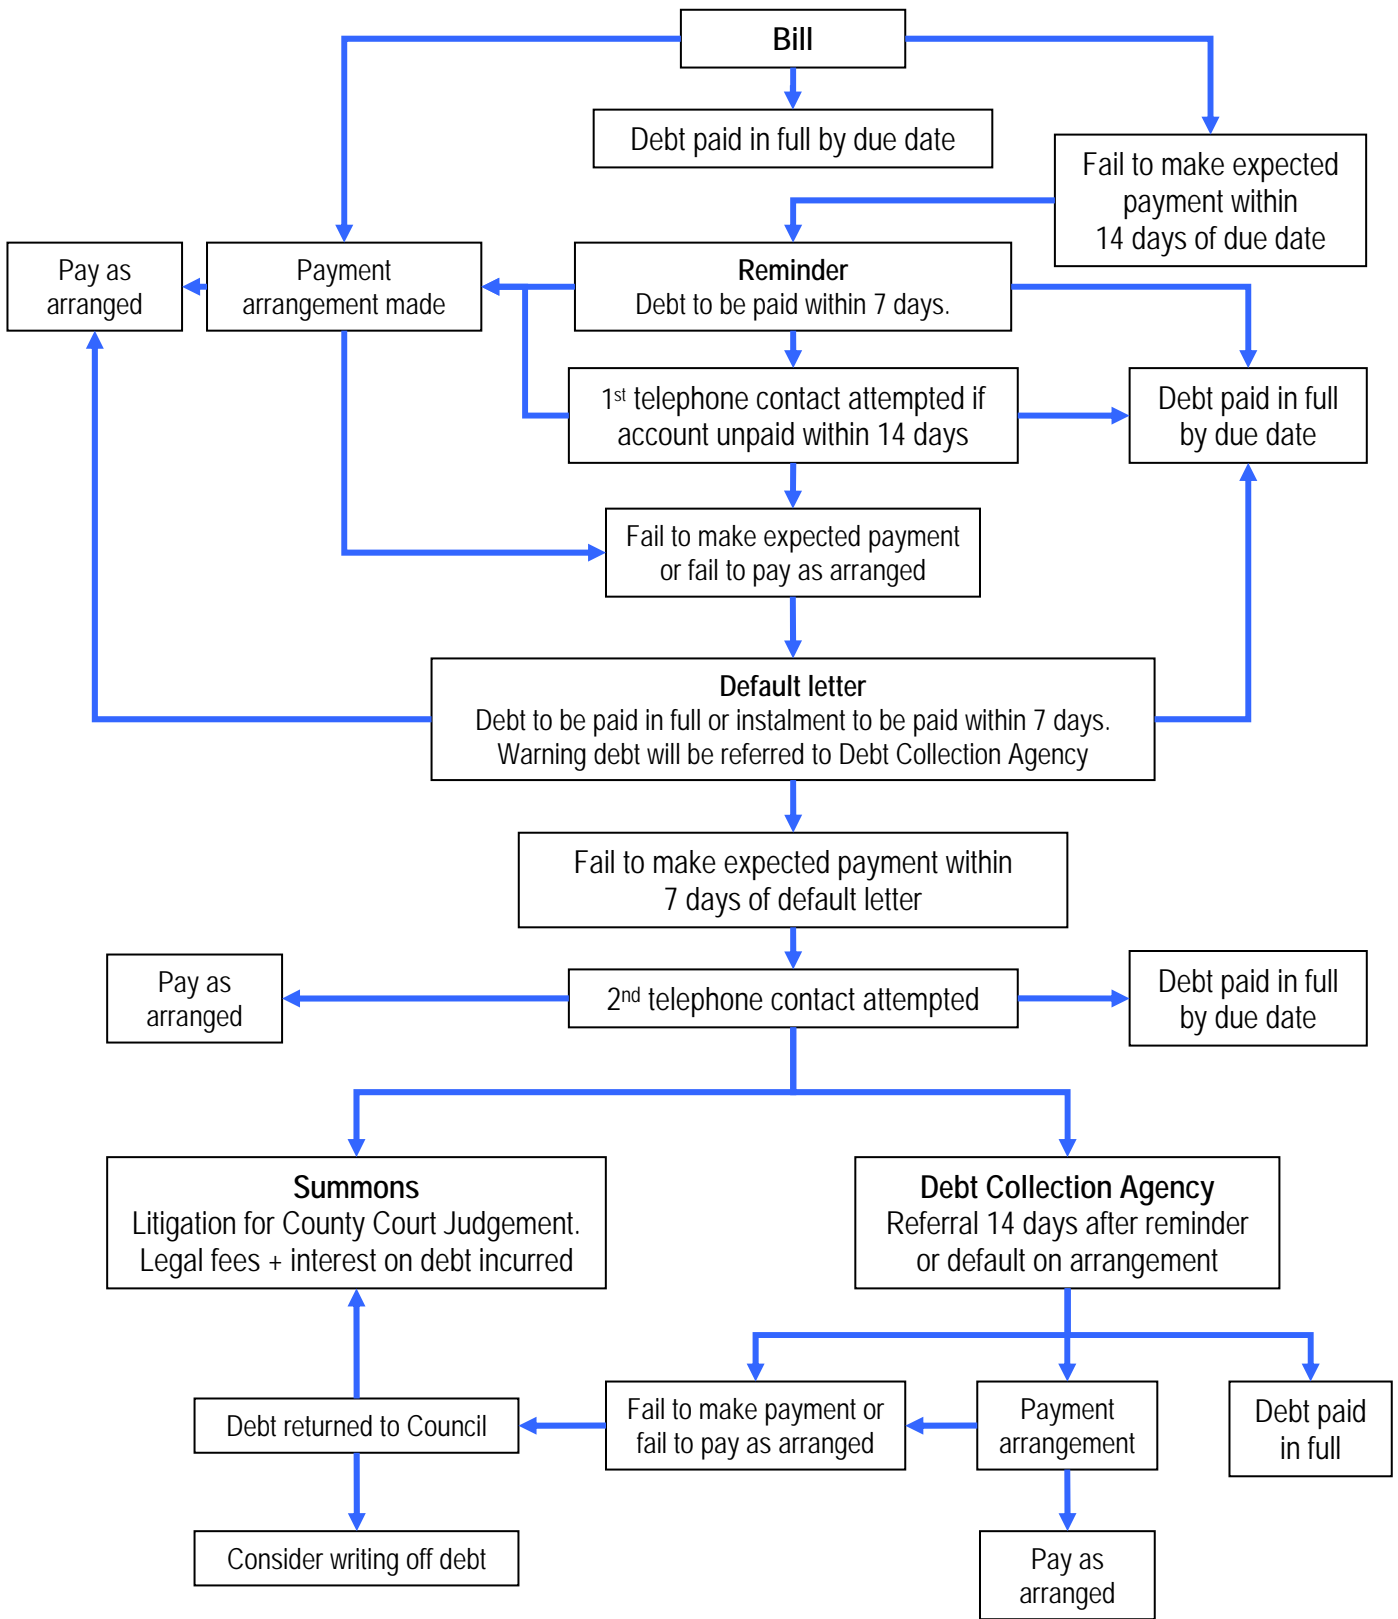 Bill
Debt paid in full by due date
Fail to make expected
payment within
14 days of due date
Pay as
arranged
Payment
arrangement made
Reminder
Debt to be paid within 7 days.
1st telephone contact attempted if
account unpaid within 14 days
Debt paid in full
by due date
Fail to make expected payment
or fail to pay as arranged
Default letter
Debt to be paid in full or instalment to be paid within 7 days.
Warning debt will be referred to Debt Collection Agency
Fail to make expected payment within
7 days of default letter
Pay as
arranged
2nd telephone contact attempted
Debt paid in full
by due date
Summons
Litigation for County Court Judgement.
Legal fees + interest on debt incurred
Debt Collection Agency
Referral 14 days after reminder
or default on arrangement
Debt returned to Council
Fail to make payment or
fail to pay as arranged
Payment
arrangement
Debt paid
in full
Consider writing off debt
Pay as
arranged